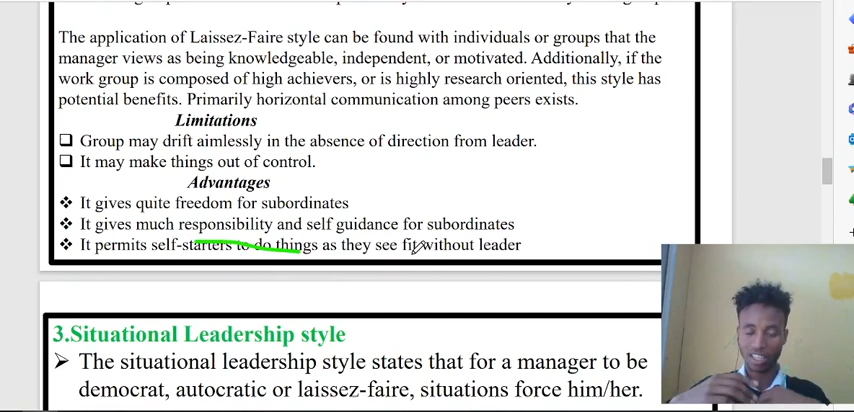 The application of Laissez-Faire style can be found with individuals or groups that the
manager views as being knowledgeable, independent, or motivated. Additionally, if the
work group is composed of high achievers, or is highly research oriented, this style has
potential benefits. Primarily horizontal communication among peers exists.
Limitations
❑ Group may drift aimlessly in the absence of direction from leader.
❑ It may make things out of control.
Advantages
❖ It gives quite freedom for subordinates
❖ It gives much responsibility and self guidance for subordinates
❖ It permits self-starters to do things as they see fit without leader
3.Situational Leadership style
➢ The situational leadership style states that for a manager to be
democrat, autocratic or laissez-faire, situations force him/her.